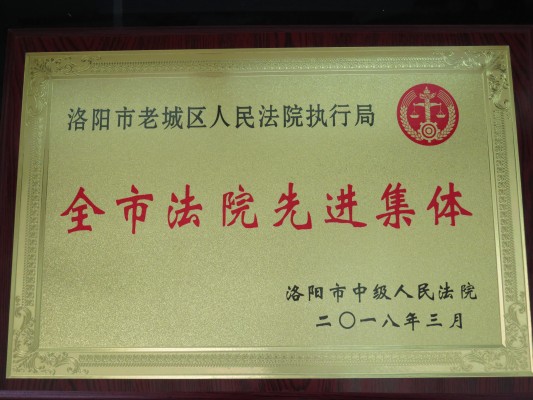 洛阳市老城区人民法院执行局
全市法院先进集体
洛阳市中级人民法院
二〇一八年三月